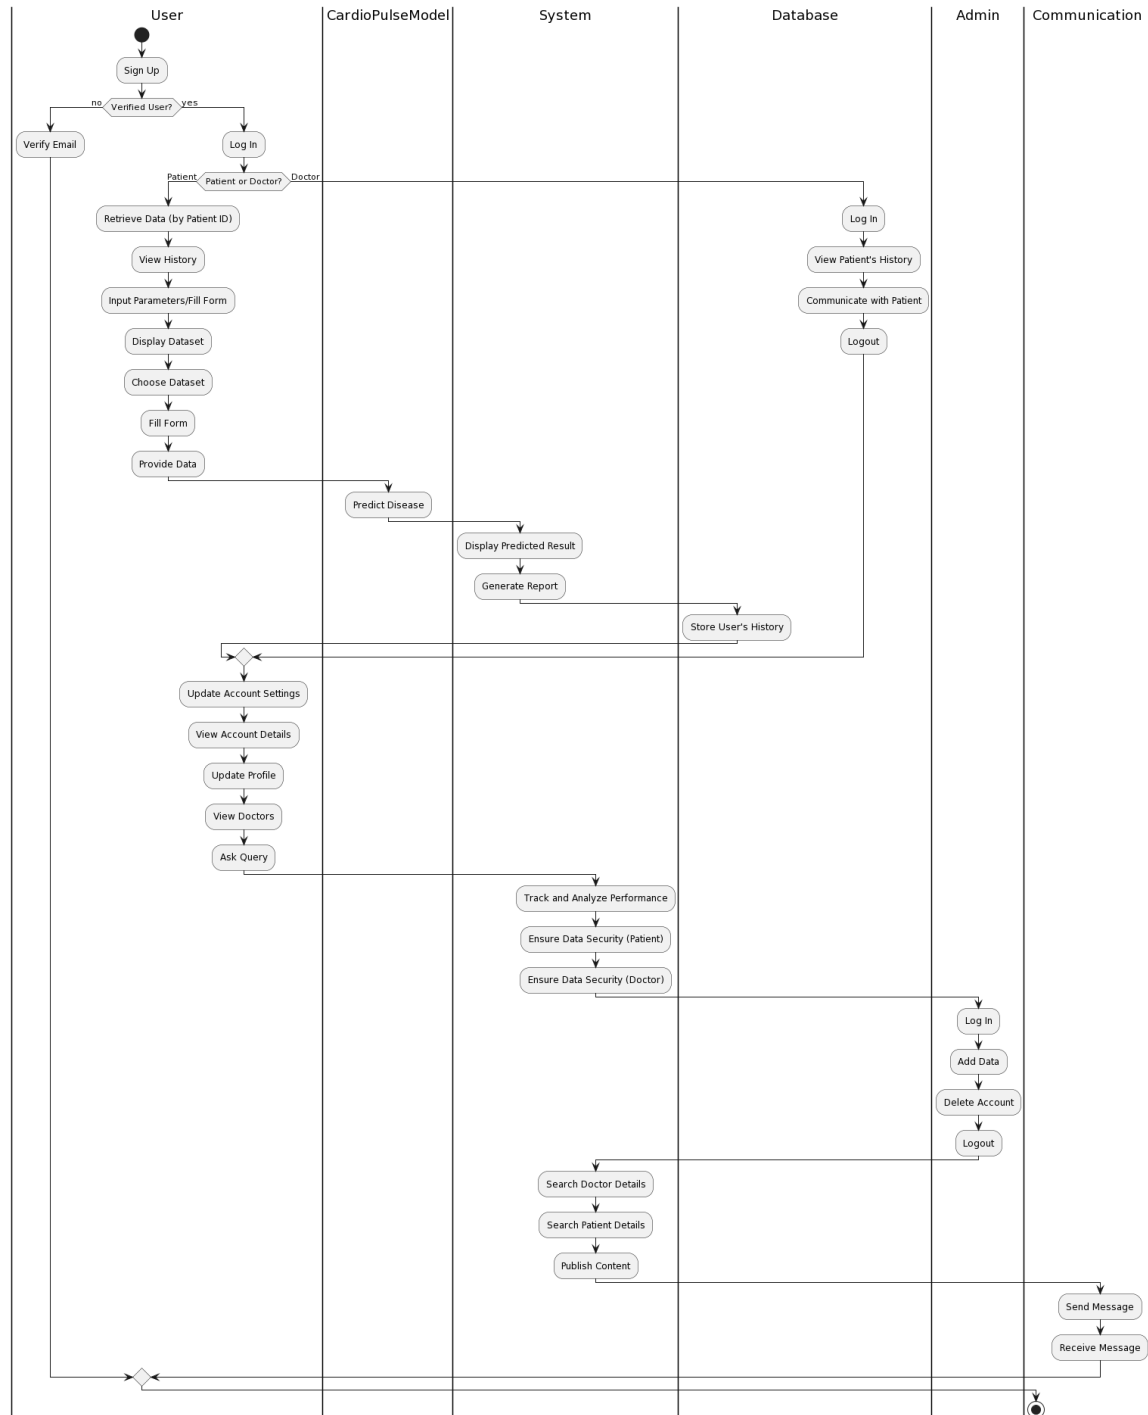 User
CardioPulseModel
System
Database
Admin
Communication
Sign Up
no
Verified User?
yes
Verify Email
Log In
Patient
Patient or Doctor?
Doctor
Retrieve Data (by Patient ID)
Log In
View History
View Patient's History
Input Parameters/Fill Form
Communicate with Patient
Display Dataset
Logout
Choose Dataset
Fill Form
Provide Data
Predict Disease
Display Predicted Result
Generate Report
Store User's History
Update Account Settings
View Account Details
Update Profile
View Doctors
Ask Query
Track and Analyze Performance
Ensure Data Security (Patient)
Ensure Data Security (Doctor)
Log In
Add Data
Delete Account
Logout
Search Doctor Details
Search Patient Details
Publish Content
Send Message
Receive Message